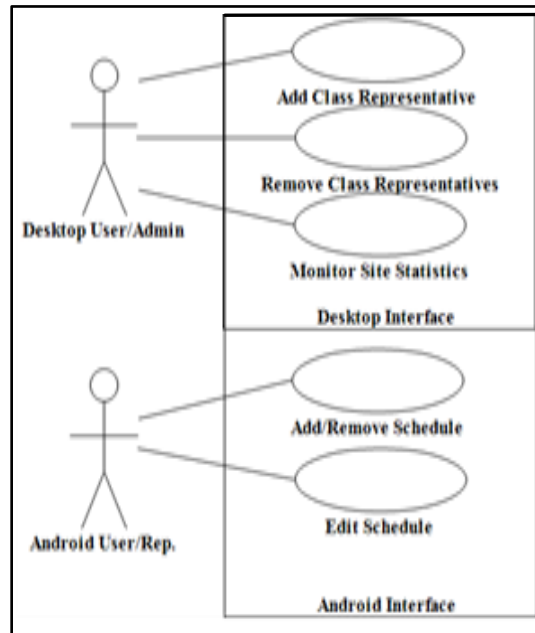 Add Class Representative
Remove Class Representatives
Desktop User/Admin
Monitor Site Statistics
Desktop Interface
Add/Remove Schedule
Edit Schedule
Android User/Rep.
Android Interface